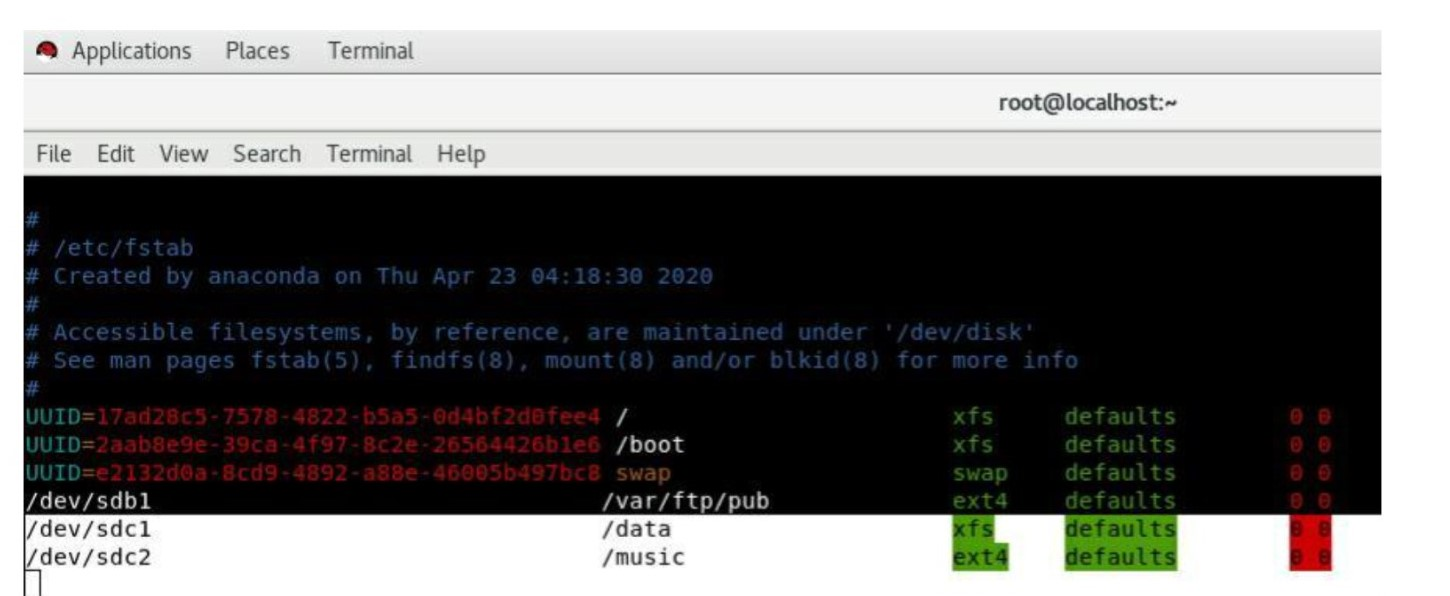 Applications Places Terminal
root@localhost:~
File Edit View Search Terminal Help
#
# /etc/fstab
# Created by anaconda on Thu Apr 23 04:18:30 2020
#
# Accessible filesystems, by reference, are maintained under '/dev/disk'
# See man pages fstab(5), findfs(8), mount(8) and/or blkid(8) for more info
#
UUID=17ad28c5-7578-4822-b5a5-0d4bf2d0fee4 / xfs defaults 0 0
UUID=2aab8e9e-39ca-4f97-8c2e-26564426b1e6 /boot xfs defaults 0 0
UUID=e2132d0a-8cd9-4892-a88e-46005b497bc8 swap swap defaults 0 0
/dev/sdb1 /var/ftp/pub ext4 defaults 0 0
/dev/sdc1 /data xfs defaults 0 0
/dev/sdc2 /music ext4 defaults 0 0